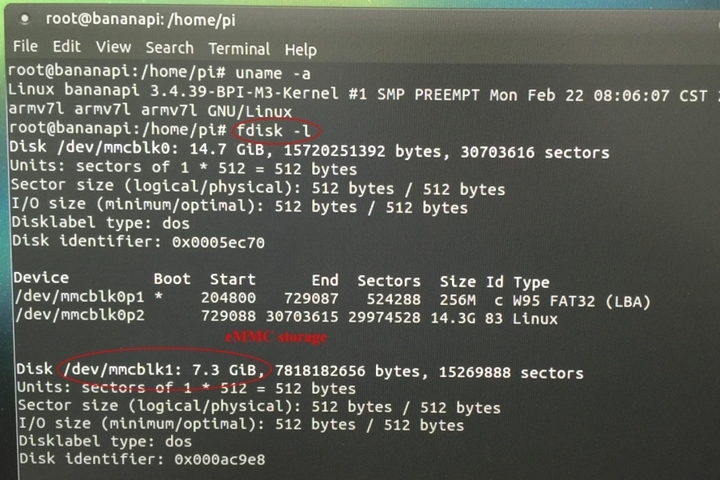 root@bananapi: /home/pi
File Edit View Search Terminal Help
root@bananapi:/home/pi# uname -a
Linux bananapi 3.4.39-BPI-M3-Kernel #1 SMP PREEMPT Mon Feb 22 08:06:07 CST
armv7l armv7l armv7l GNU/Linux
root@bananapi:/home/pi# fdisk -l
Disk /dev/mmcblk0: 14.7 GiB, 15720251392 bytes, 30703616 sectors
Units: sectors of 1 * 512 = 512 bytes
Sector size (logical/physical): 512 bytes / 512 bytes
I/O size (minimum/optimal): 512 bytes / 512 bytes
Disklabel type: dos
Disk identifier: 0x0005ec70
Device Boot Start End Sectors Size Id Type
/dev/mmcblk0p1 * 204800 729087 524288 256M c W95 FAT32 (LBA)
/dev/mmcblk0p2 729088 30703615 29974528 14.3G 83 Linux
eMMC storage
Disk /dev/mmcblk1: 7.3 GiB, 7818182656 bytes, 15269888 sectors
Units: sectors of 1 * 512 = 512 bytes
Sector size (logical/physical): 512 bytes / 512 bytes
I/O size (minimum/optimal): 512 bytes / 512 bytes
Disklabel type: dos
Disk identifier: 0x000ac9e8